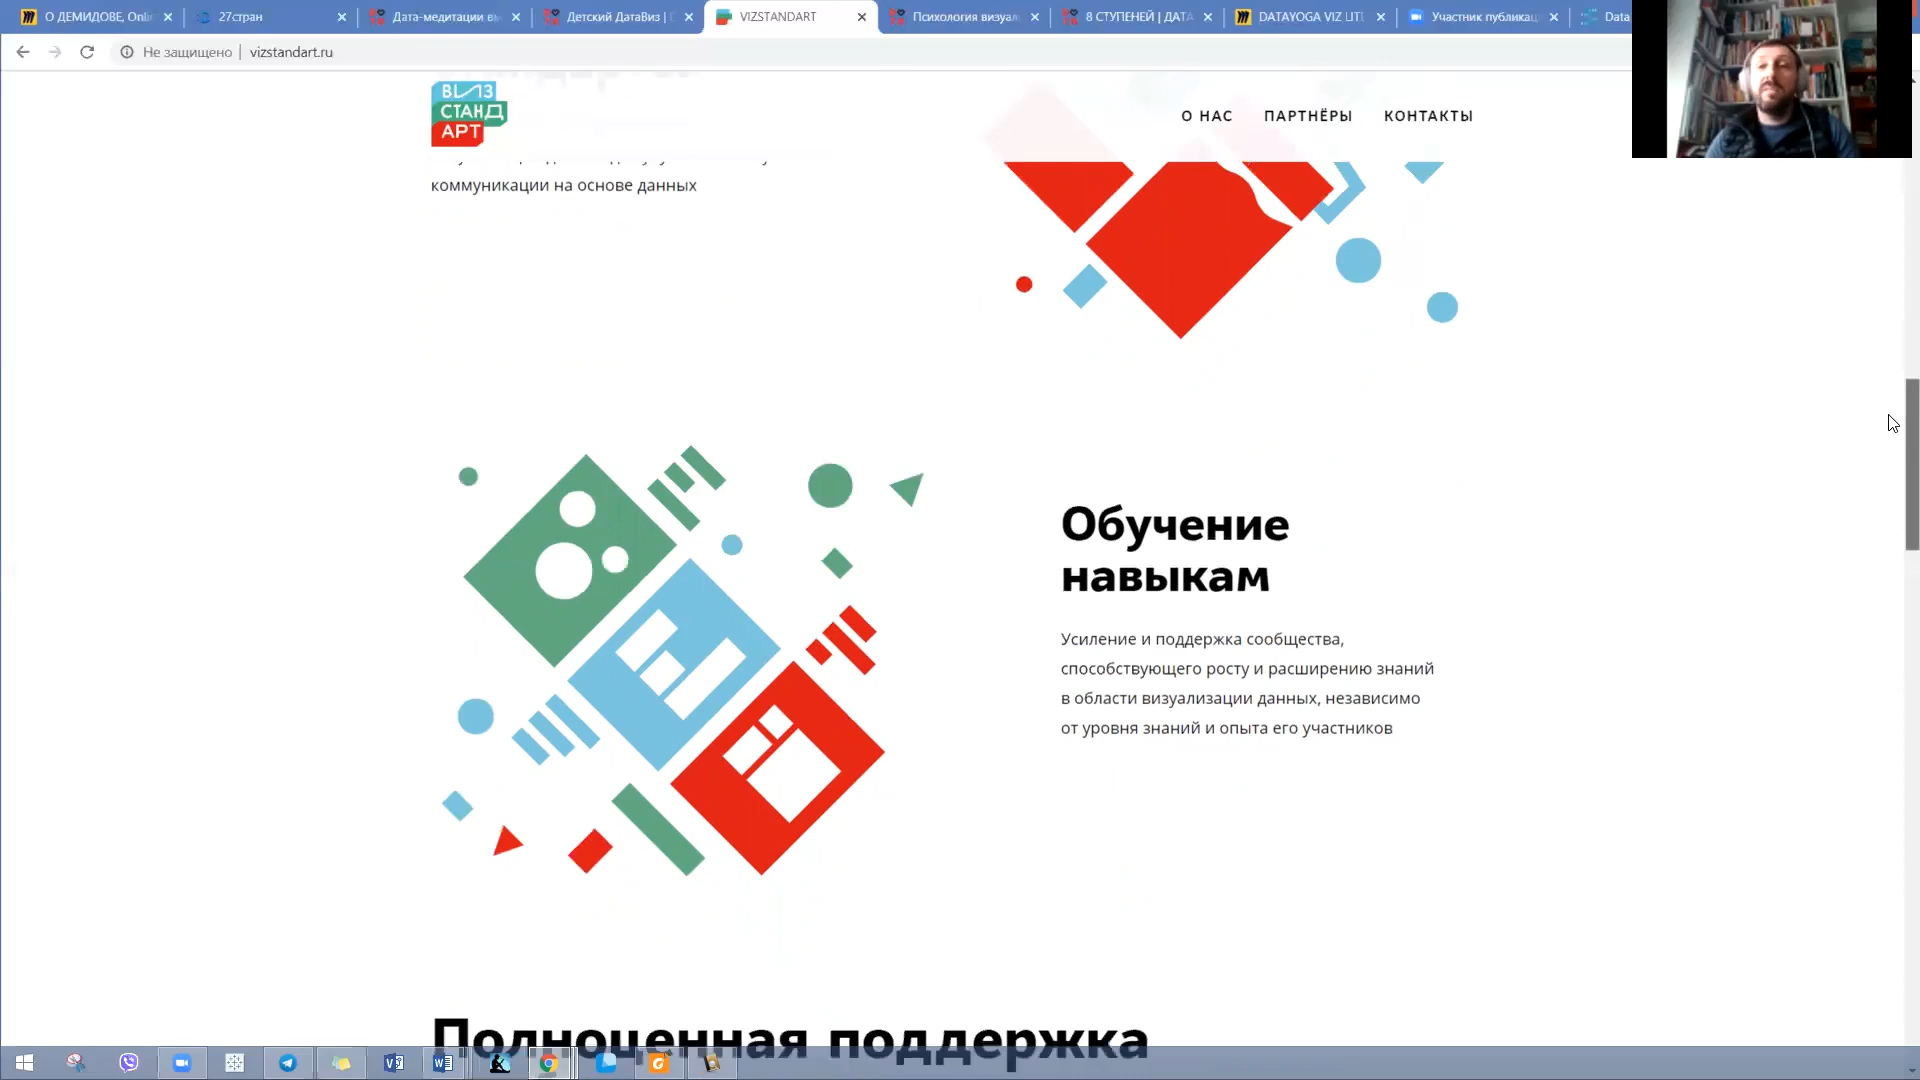 О ДЕМИДОВЕ, Onli
27стран
Дата-медитации вм
Детский ДатаВиз |
VIZSTANDART
Психология визуал
8 СТУПЕНЕЙ | ДАТА
DATAYOGA VIZ LITE
Участник публикац
Data
Не защищено
vizstandart.ru
ВИЗ
СТАНД
АРТ
О НАС
ПАРТНЁРЫ
КОНТАКТЫ
коммуникации на основе данных
Обучение
навыкам
Усиление и поддержка сообщества,
способствующего росту и расширению знаний
в области визуализации данных, независимо
от уровня знаний и опыта его участников
Полноценная поддержка